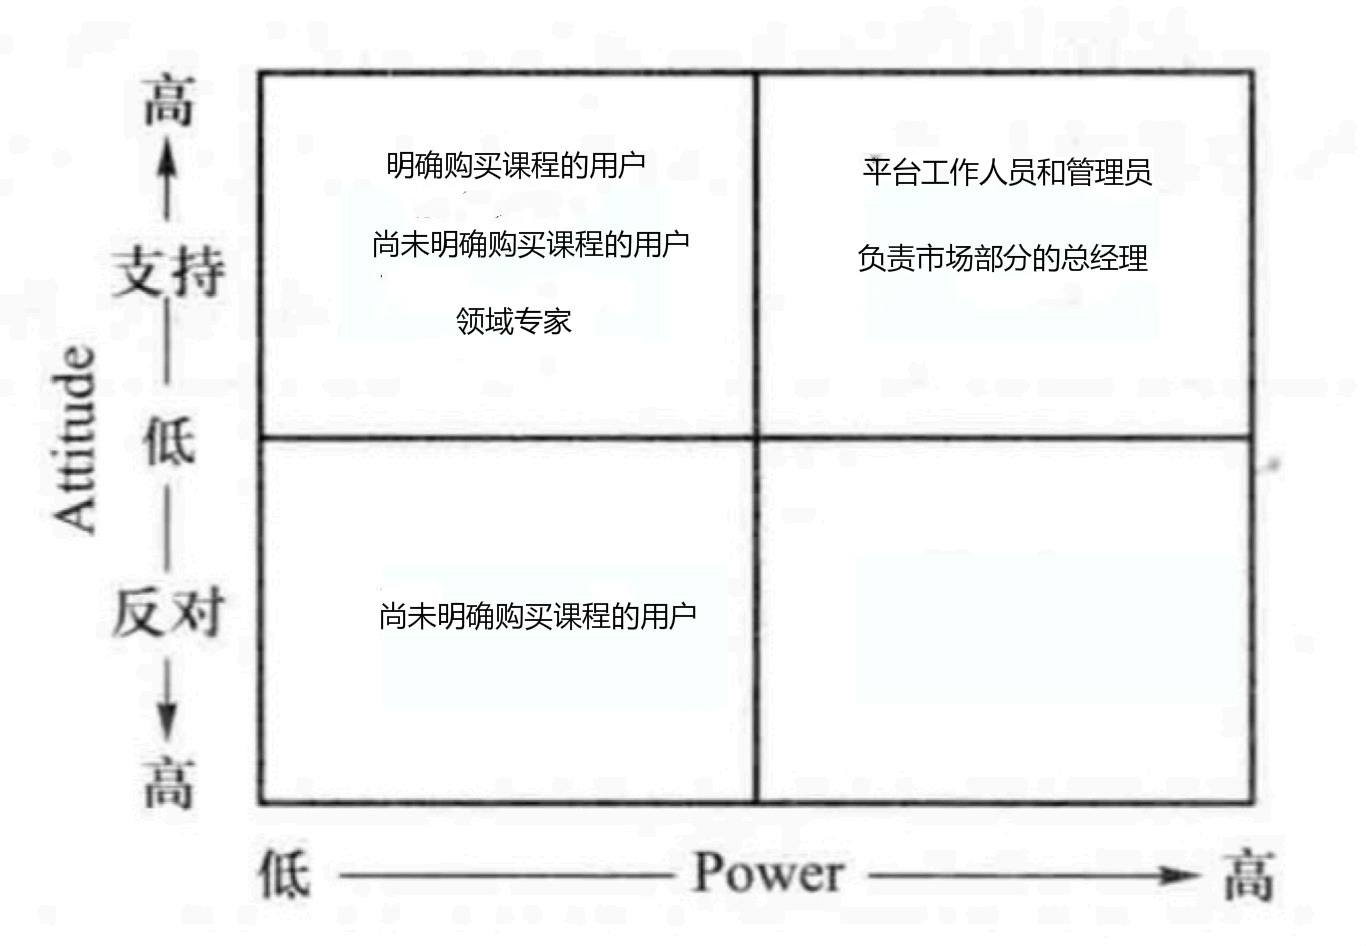 高
支持
低
反对
高
Attitude
明确购买课程的用户
尚未明确购买课程的用户
领域专家
平台工作人员和管理员
负责市场部分的总经理
尚未明确购买课程的用户
低
Power
高